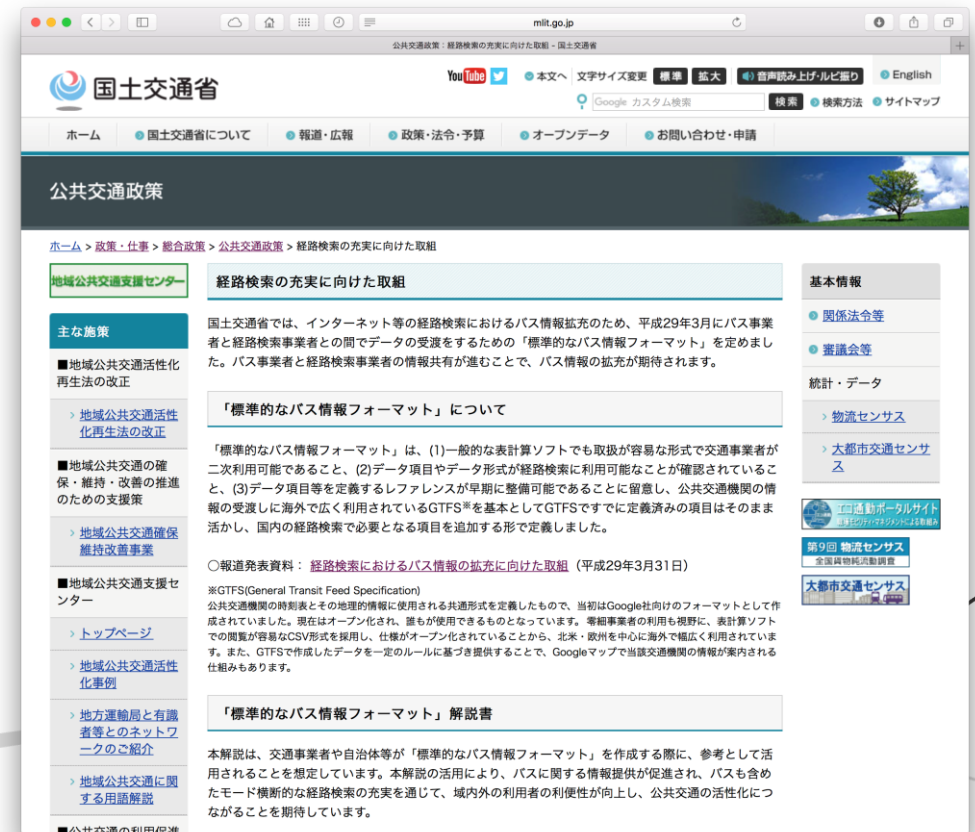 mlit.go.jp
公共交通政策：経路検索の充実に向けた取組 - 国土交通省
国土交通省
YouTube
本文へ 文字サイズ変更 標準 拡大 音声読み上げ・ルビ振り English
Google カスタム検索 検索 検索方法 サイトマップ
ホーム 国土交通省について 報道・広報 政策・法令・予算 オープンデータ お問い合わせ・申請
公共交通政策
ホーム > 政策・仕事 > 総合政策 > 公共交通政策 > 経路検索の充実に向けた取組
地域公共交通支援センター
主な施策
■地域公共交通活性化
再生法の改正
地域公共交通活性
化再生法の改正
■地域公共交通の確
保・維持・改善の推進
のための支援策
地域公共交通確保
維持改善事業
■地域公共交通支援セ
ンター
トップページ
地域公共交通活性
化事例
地方運輸局と有識
者等とのネットワ
ークのご紹介
地域公共交通に関
する用語解説
■公共交通の利用促進
経路検索の充実に向けた取組
国土交通省では、インターネット等の経路検索におけるバス情報拡充のため、平成29年3月にバス事業
者と経路検索事業者との間でデータの受渡をするための「標準的なバス情報フォーマット」を定めまし
た。バス事業者と経路検索事業者の情報共有が進むことで、バス情報の拡充が期待されます。
「標準的なバス情報フォーマット」について
「標準的なバス情報フォーマット」は、(1)一般的な表計算ソフトでも取扱が容易な形式で交通事業者が
二次利用可能であること、(2)データ項目やデータ形式が経路検索に利用可能なことが確認されているこ
と、(3)データ項目等を定義するレファレンスが早期に整備可能であることに留意し、公共交通機関の情
報の受渡しに海外で広く利用されているGTFS※を基本としてGTFSですでに定義済みの項目はそのまま
活かし、国内の経路検索で必要となる項目を追加する形で定義しました。
○報道発表資料： 経路検索におけるバス情報の拡充に向けた取組（平成29年3月31日）
※GTFS(General Transit Feed Specification)
公共交通機関の時刻表とその地理的情報に使用される共通形式を定義したもので、当初はGoogle社向けのフォーマットとして作
成されていました。現在はオープン化され、誰もが使用できるものとなっています。 零細事業者の利用も視野に、表計算ソフト
での閲覧が容易なCSV形式を採用し、仕様がオープン化されていることから、北米・欧州を中心に海外で幅広く利用されていま
す。また、GTFSで作成したデータを一定のルールに基づき提供することで、Googleマップで当該交通機関の情報が案内される
仕組みもあります。
「標準的なバス情報フォーマット」解説書
本解説は、交通事業者や自治体等が「標準的なバス情報フォーマット」を作成する際に、参考として活
用されることを想定しています。本解説の活用により、バスに関する情報提供が促進され、バスも含め
たモード横断的な経路検索の充実を通じて、域内外の利用者の利便性が向上し、公共交通の活性化につ
ながることを期待しています。
基本情報
関係法令等
審議会等
統計・データ
物流センサス
大都市交通センサ
ス
エコ通勤ポータルサイト
第9回 物流センサス
全国貨物純流動調査
大都市交通センサス